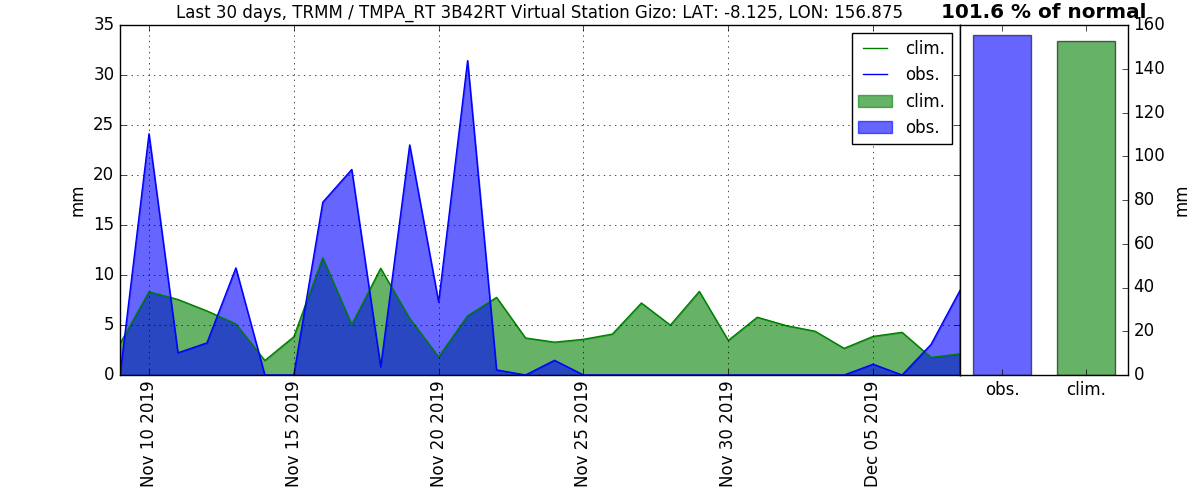 Last 30 days, TRMM / TMPA_RT 3B42RT Virtual Station Gizo: LAT: -8.125, LON: 156.875
101.6 % of normal
35
30
25
20
15
10
5
0
mm
clim.
obs.
clim.
obs.
Nov 10 2019
Nov 15 2019
Nov 20 2019
Nov 25 2019
Nov 30 2019
Dec 05 2019
160
140
120
100
80
60
40
20
0
mm
obs.
clim.